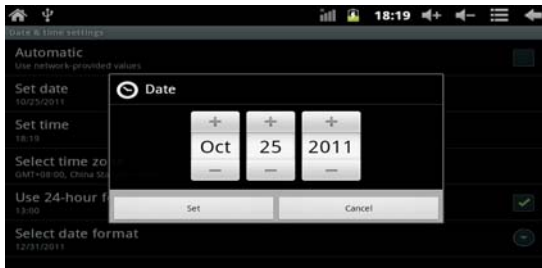 18:19
Date & time settings
Automatic
Use network-provided values
Set date
10/25/2011
Date
Set time
18:19
+ + +
Oct 25 2011
- - -
Select time zo
GMT+08:00, China Sta
Use 24-hour f
13:00
Set Cancel
Select date format
12/31/2011